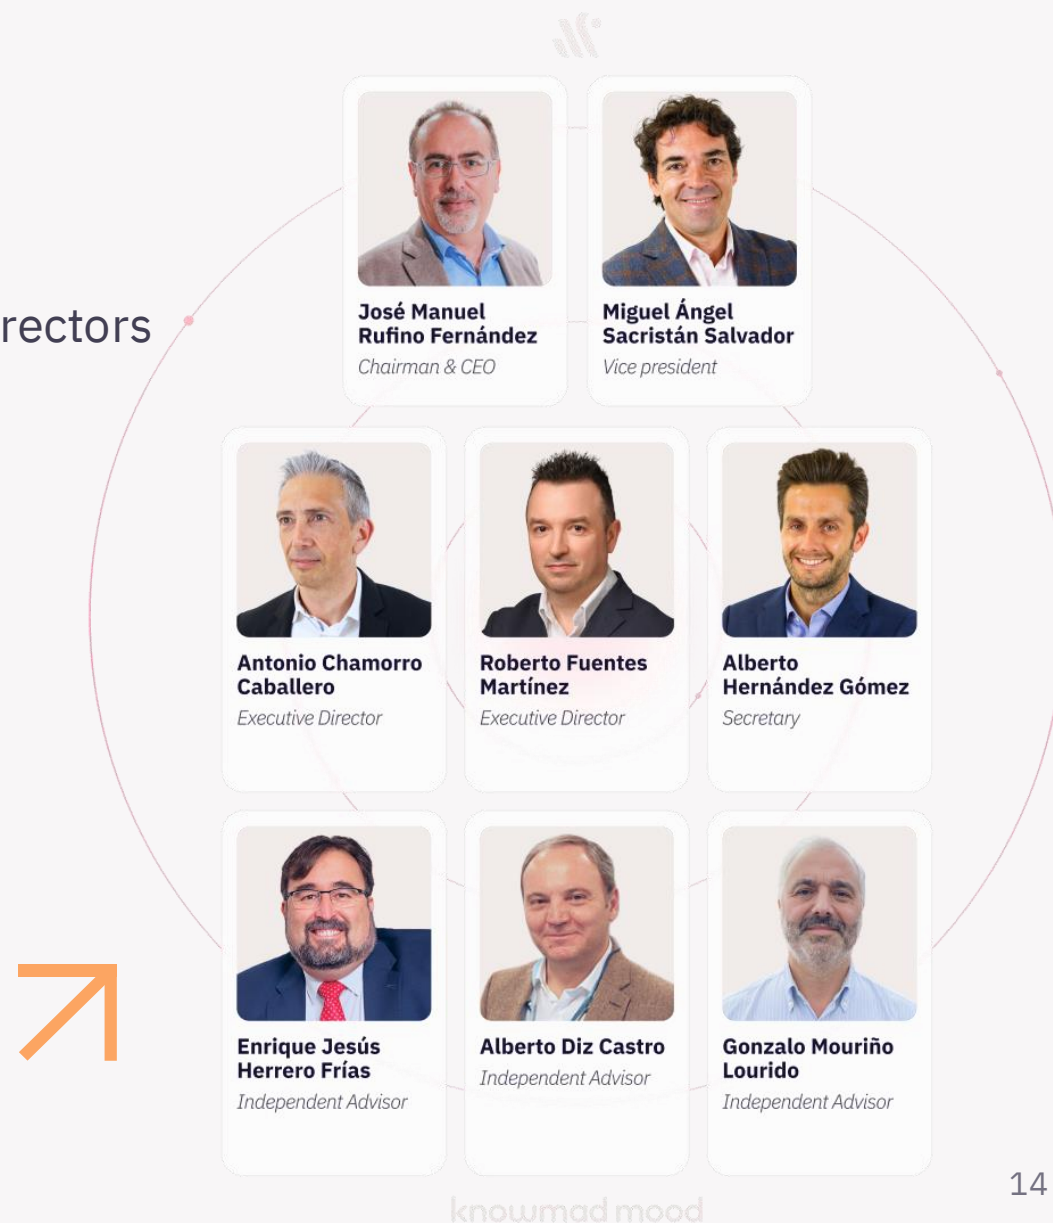 rectors
José Manuel
Rufino Fernández
Chairman & CEO
Miguel Ángel
Sacristán Salvador
Vice president
Antonio Chamorro
Caballero
Executive Director
Roberto Fuentes
Martínez
Executive Director
Alberto
Hernández Gómez
Secretary
Enrique Jesús
Herrero Frías
Independent Advisor
Alberto Diz Castro
Independent Advisor
Gonzalo Mouriño
Lourido
Independent Advisor
14
knowmad mood